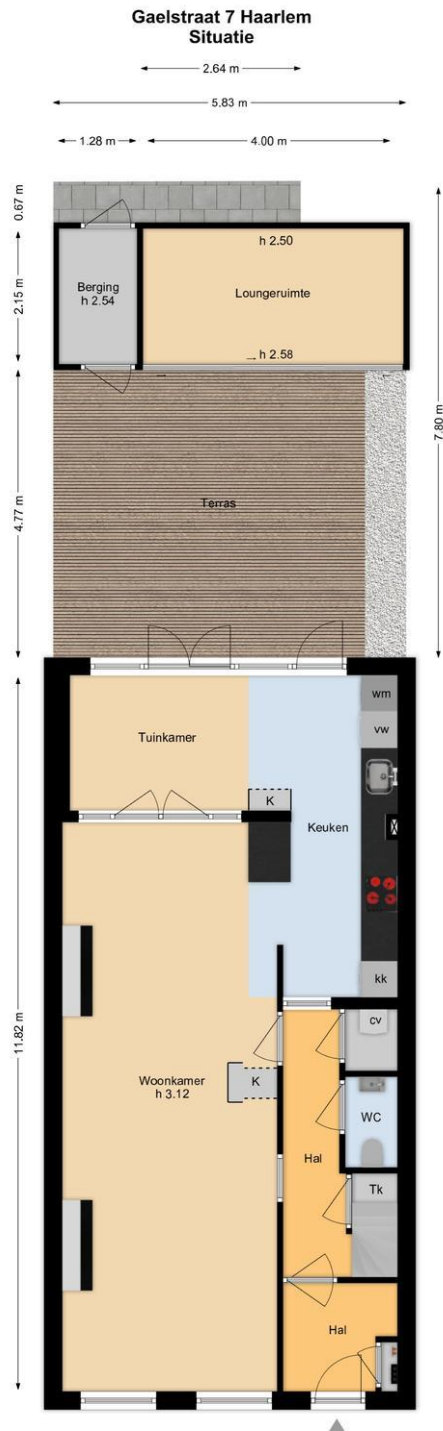 Gaelstraat 7 Haarlem
Situatie
2.64 m
5.83 m
1.28 m
4.00 m
0.67 m
2.15 m
4.77 m
7.80 m
11.82 m
h 2.50
Berging
h 2.54
Loungeruimte
h 2.58
Terras
wm
vw
Tuinkamer
K
Keuken
kk
cv
Woonkamer
h 3.12
K
WC
Hal
Tk
Hal